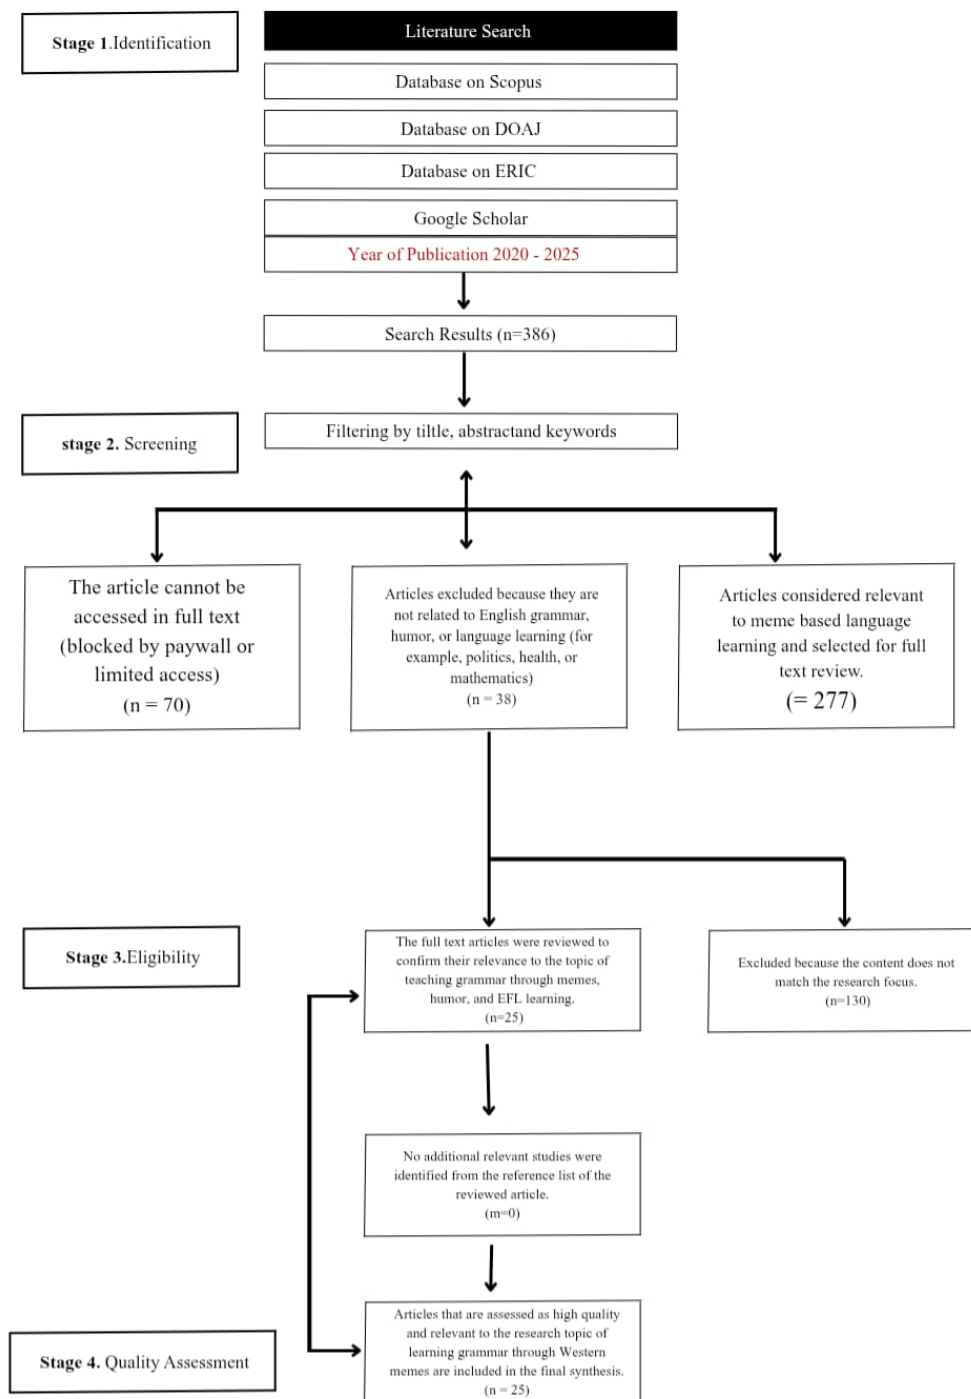 Stage 1.Identification
Literature Search
Database on Scopus
Database on DOAJ
Database on ERIC
Google Scholar
Year of Publication 2020 - 2025
Search Results (n=386)
stage 2. Screening
Filtering by tiltle, abstractand keywords
The article cannot be
accessed in full text
(blocked by paywall or
limited access)
(n = 70)
Articles excluded because they are
not related to English grammar,
humor, or language learning (for
example, politics, health, or
mathematics)
(n = 38)
Articles considered relevant
to meme based language
learning and selected for full
text review.
(= 277)
Stage 3.Eligibility
The full text articles were reviewed to
confirm their relevance to the topic of
teaching grammar through memes,
humor, and EFL learning.
(n=25)
Excluded because the content does not
match the research focus.
(n=130)
No additional relevant studies were
identified from the reference list of the
reviewed article.
(m=0)
Stage 4. Quality Assessment
Articles that are assessed as high quality
and relevant to the research topic of
learning grammar through Western
memes are included in the final synthesis.
(n = 25)